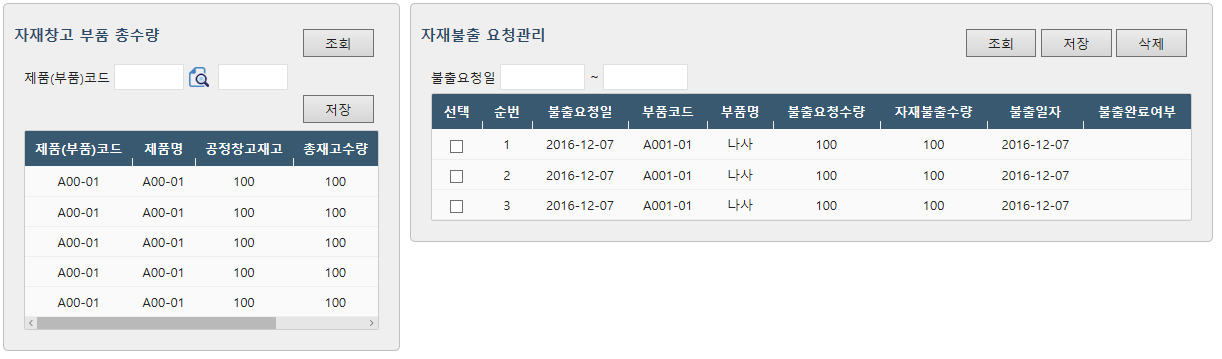 자재창고 부품 총수량
조회
제품(부품)코드
저장
제품(부품)코드 제품명 공정창고재고 총재고수량
A00-01 A00-01 100 100
A00-01 A00-01 100 100
A00-01 A00-01 100 100
A00-01 A00-01 100 100
A00-01 A00-01 100 100
자재불출 요청관리
조회 저장 삭제
불출요청일 ~
선택 순번 불출요청일 부품코드 부품명 불출요청수량 자재불출수량 불출일자 불출완료여부
1 2016-12-07 A001-01 나사 100 100 2016-12-07
2 2016-12-07 A001-01 나사 100 100 2016-12-07
3 2016-12-07 A001-01 나사 100 100 2016-12-07